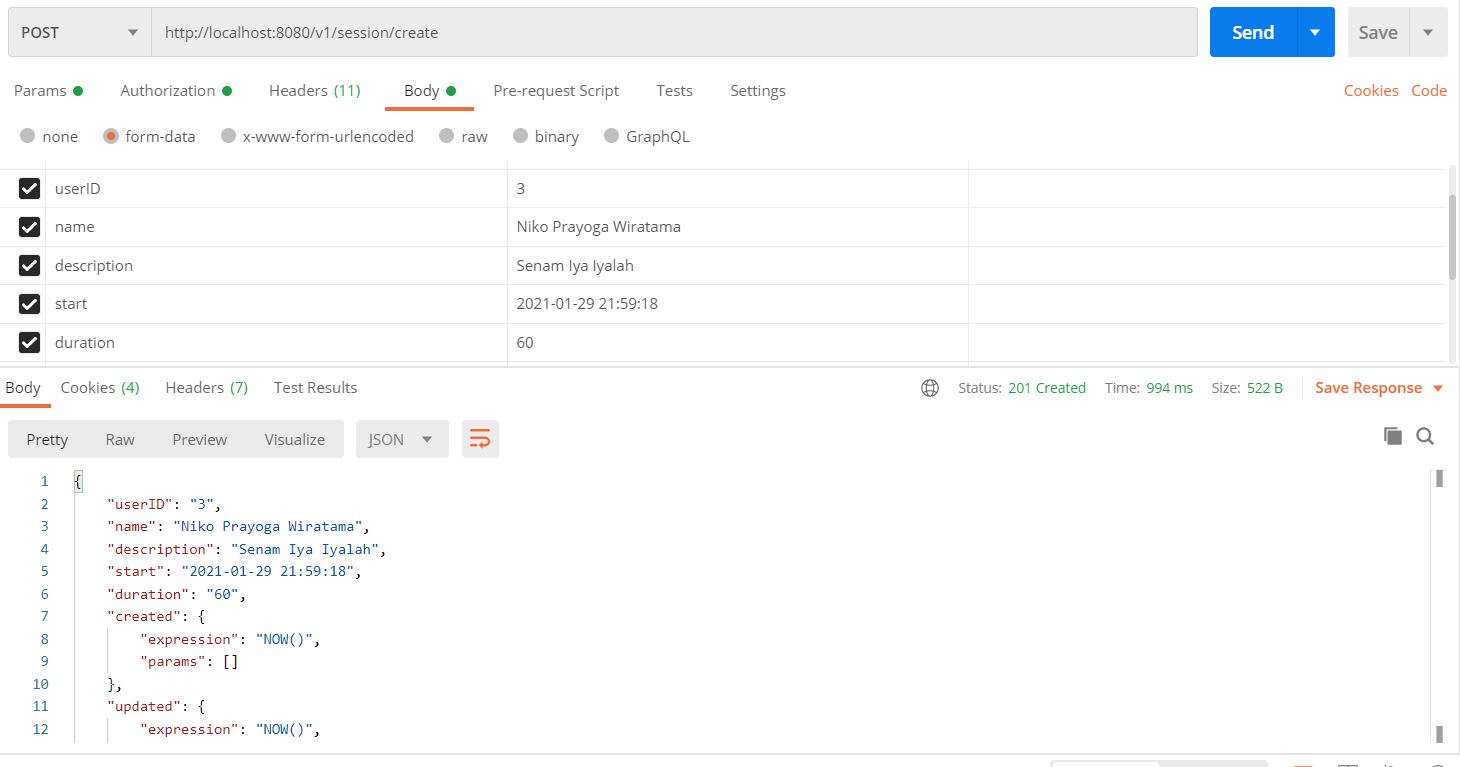 POST http://localhost:8080/v1/session/create Send Save
Params Authorization Headers (11) Body Pre-request Script Tests Settings Cookies Code
none form-data x-www-form-urlencoded raw binary GraphQL
userID 3
name Niko Prayoga Wiratama
description Senam Iya Iyalah
start 2021-01-29 21:59:18
duration 60
Body Cookies (4) Headers (7) Test Results Status: 201 Created Time: 994 ms Size: 522 B Save Response
Pretty Raw Preview Visualize JSON
1 {
2 "userID": "3",
3 "name": "Niko Prayoga Wiratama",
4 "description": "Senam Iya Iyalah",
5 "start": "2021-01-29 21:59:18",
6 "duration": "60",
7 "created": {
8 "expression": "NOW()",
9 "params": []
10 },
11 "updated": {
12 "expression": "NOW()",